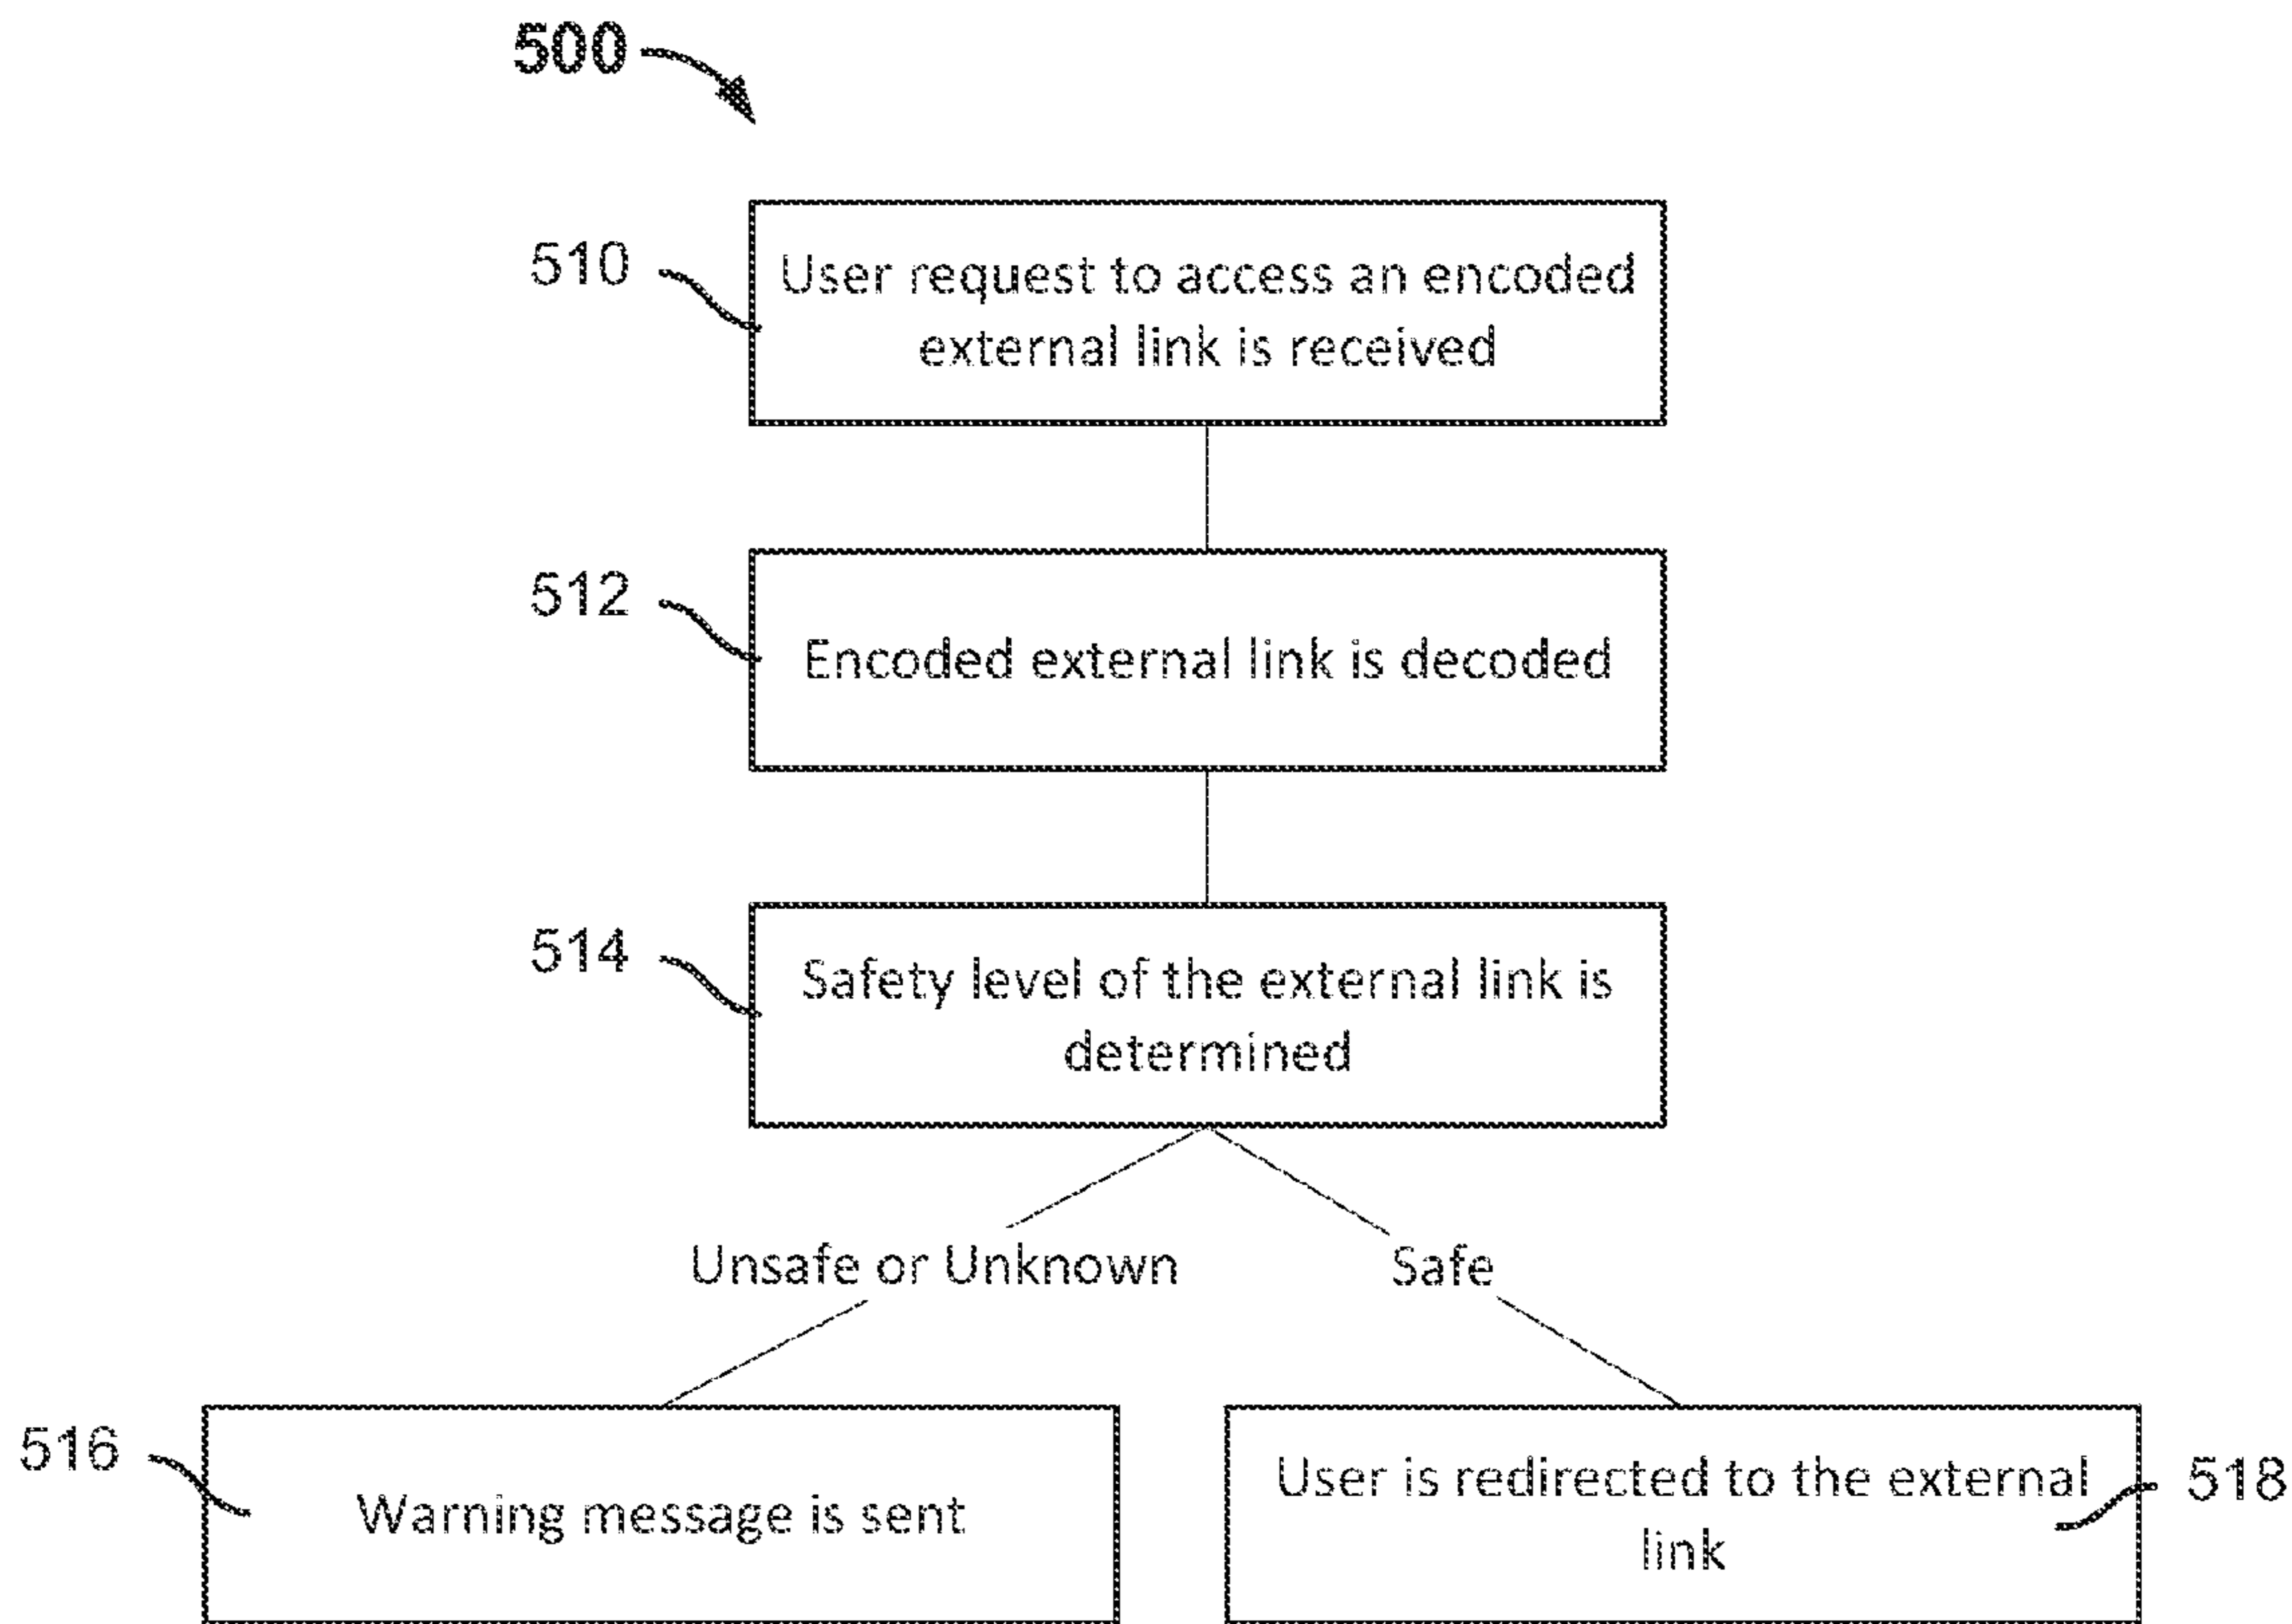 500
510
User request to access an encoded
external link is received
512
Encoded external link is decoded
514
Safety level of the external link is
determined
Unsafe or Unknown
Safe
516
Warning message is sent
User is redirected to the external
link
518